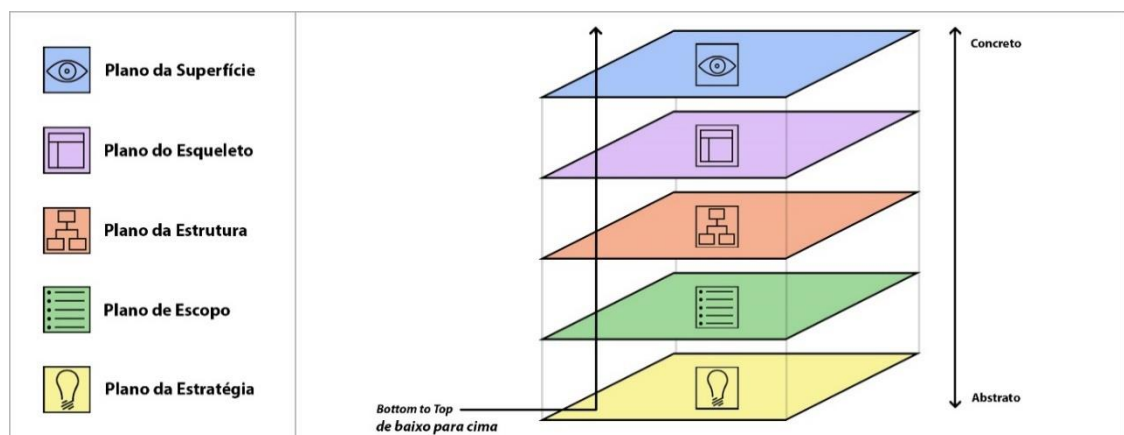 Plano da Superfície
Plano do Esqueleto
Plano da Estrutura
Plano de Escopo
Plano da Estratégia
Concreto
Abstrato
Bottom to Top
de baixo para cima